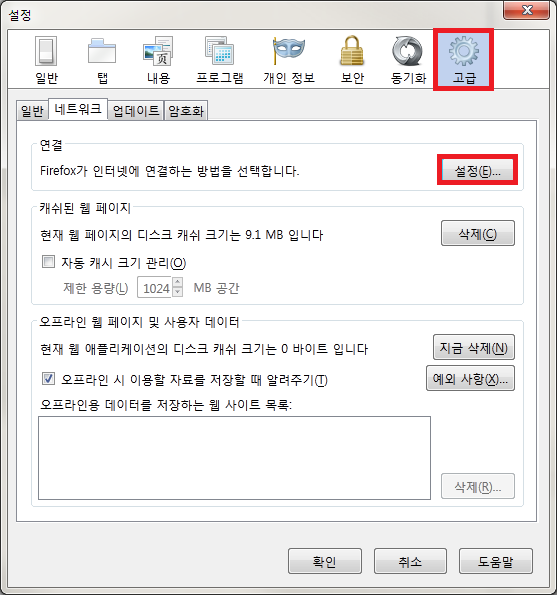 설정
일반 탭 내용 프로그램 개인 정보 보안 동기화 고급
일반 네트워크 업데이트 암호화
연결
Firefox가 인터넷에 연결하는 방법을 선택합니다. 설정(E)...
캐쉬된 웹 페이지
현재 웹 페이지의 디스크 캐쉬 크기는 9.1 MB 입니다 삭제(C)
자동 캐시 크기 관리(O)
제한 용량(L) 1024 MB 공간
오프라인 웹 페이지 및 사용자 데이터
현재 웹 애플리케이션의 디스크 캐쉬 크기는 0 바이트 입니다 지금 삭제(N)
오프라인 시 이용할 자료를 저장할 때 알려주기(T) 예외 사항(X)...
오프라인용 데이터를 저장하는 웹 사이트 목록:
삭제(R)...
확인 취소 도움말